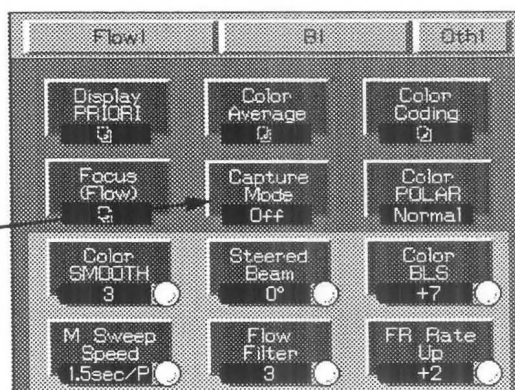 Flow1 B1 Oth1
Display PRIORI
Color Average
Color Coding
Focus (Flow)
Capture Mode Off
Color POLAR Normal
Color SMOOTH 3
Steered Beam 0°
Color BLS +7
M Sweep Speed 1.5sec/P
Flow Filter 3
FR Rate Up +2